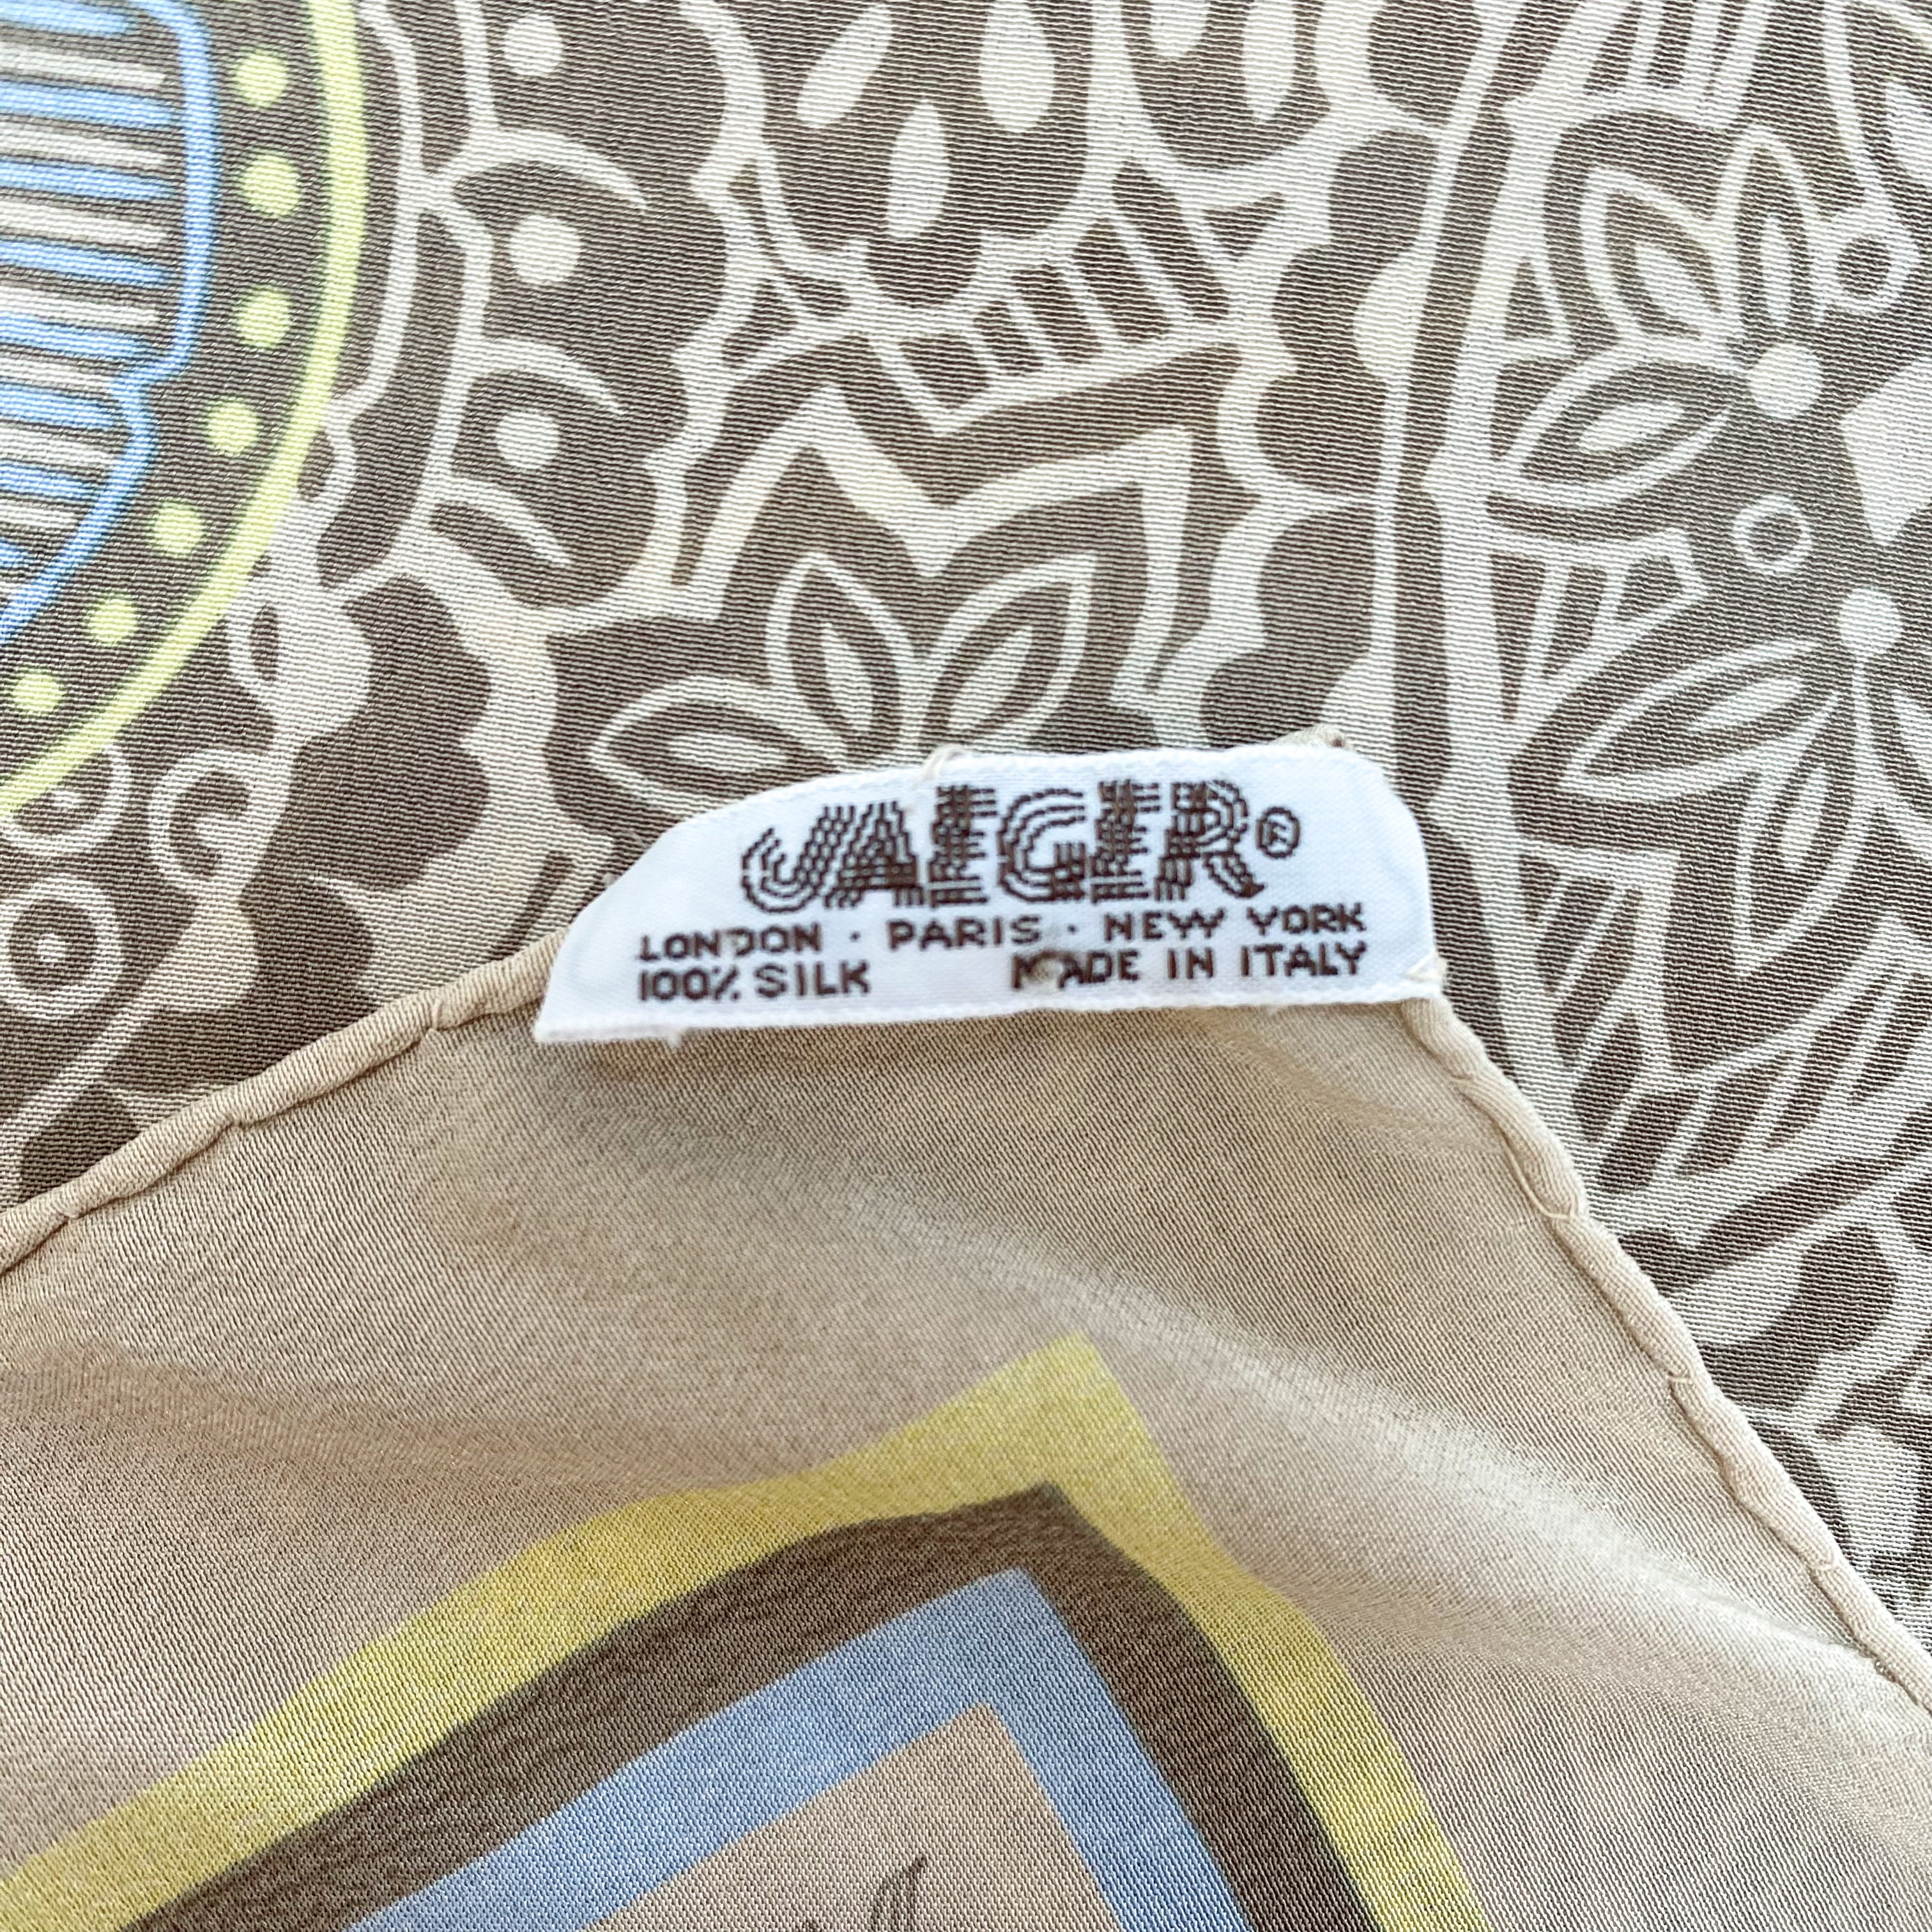 JAEGER®
LONDON · PARIS · NEW YORK
100% SILK MADE IN ITALY